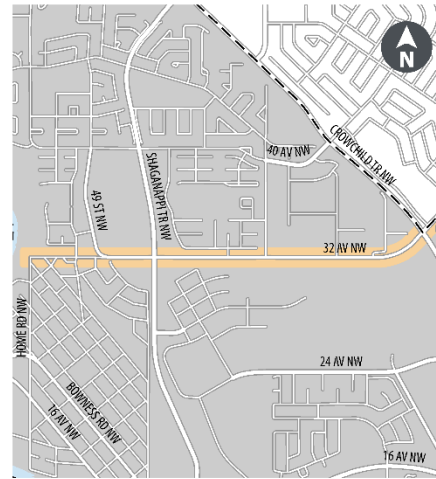 N
CROWCHILD TR NW
40 AV NW
SHAGANAPPI TR NW
49 ST NW
32 AV NW
HOME RD NW
24 AV NW
BOWNESS RD NW
16 AV NW
16 AV NW